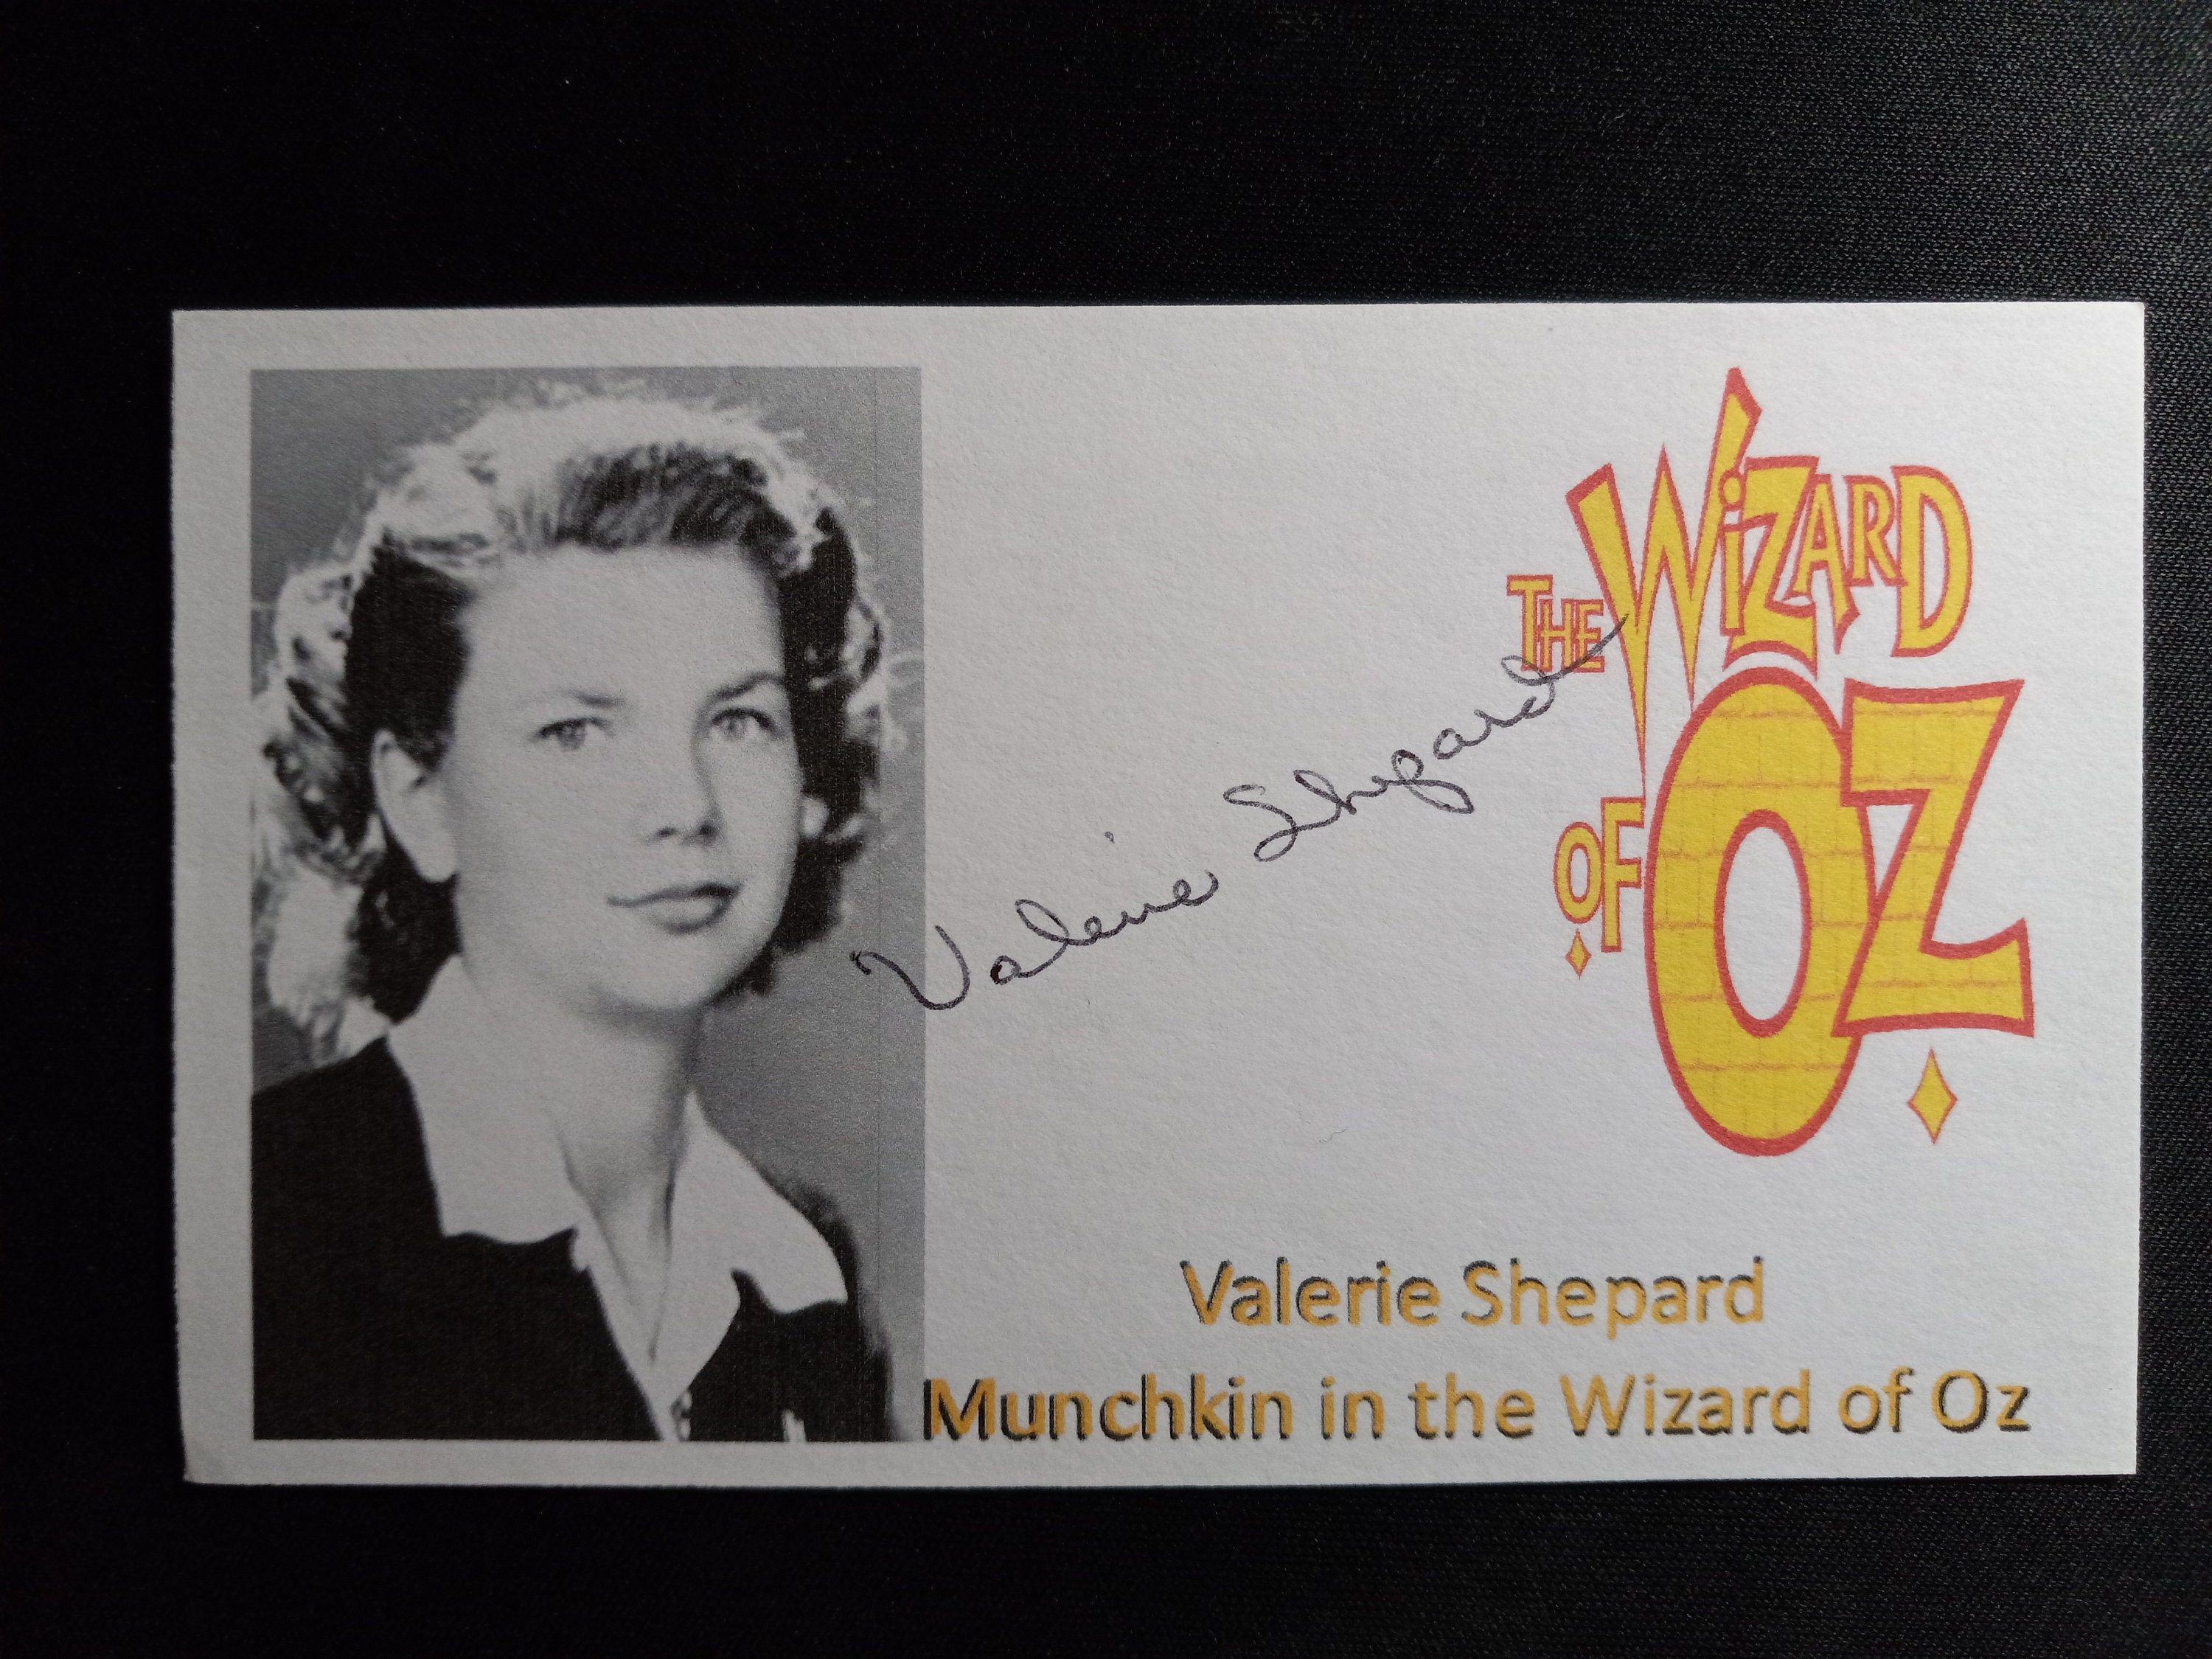 THE WIZARD
OF OZ
Valerie Shepard
Valerie Shepard
Munchkin in the Wizard of Oz